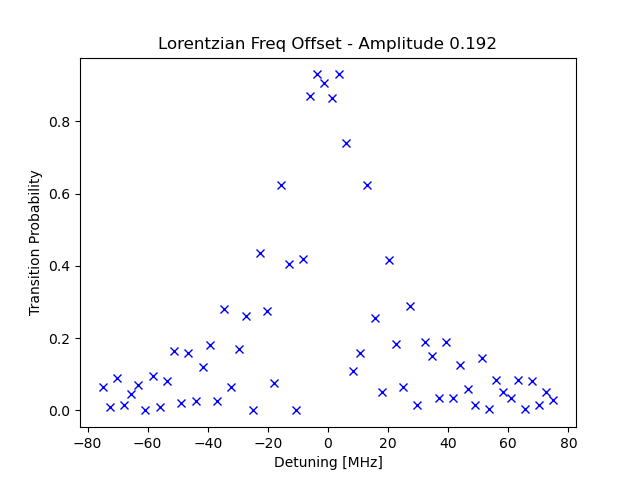 Lorentzian Freq Offset - Amplitude 0.192
Transition Probability
0.8
0.6
0.4
0.2
0.0
−80 −60 −40 −20 0 20 40 60 80
Detuning [MHz]